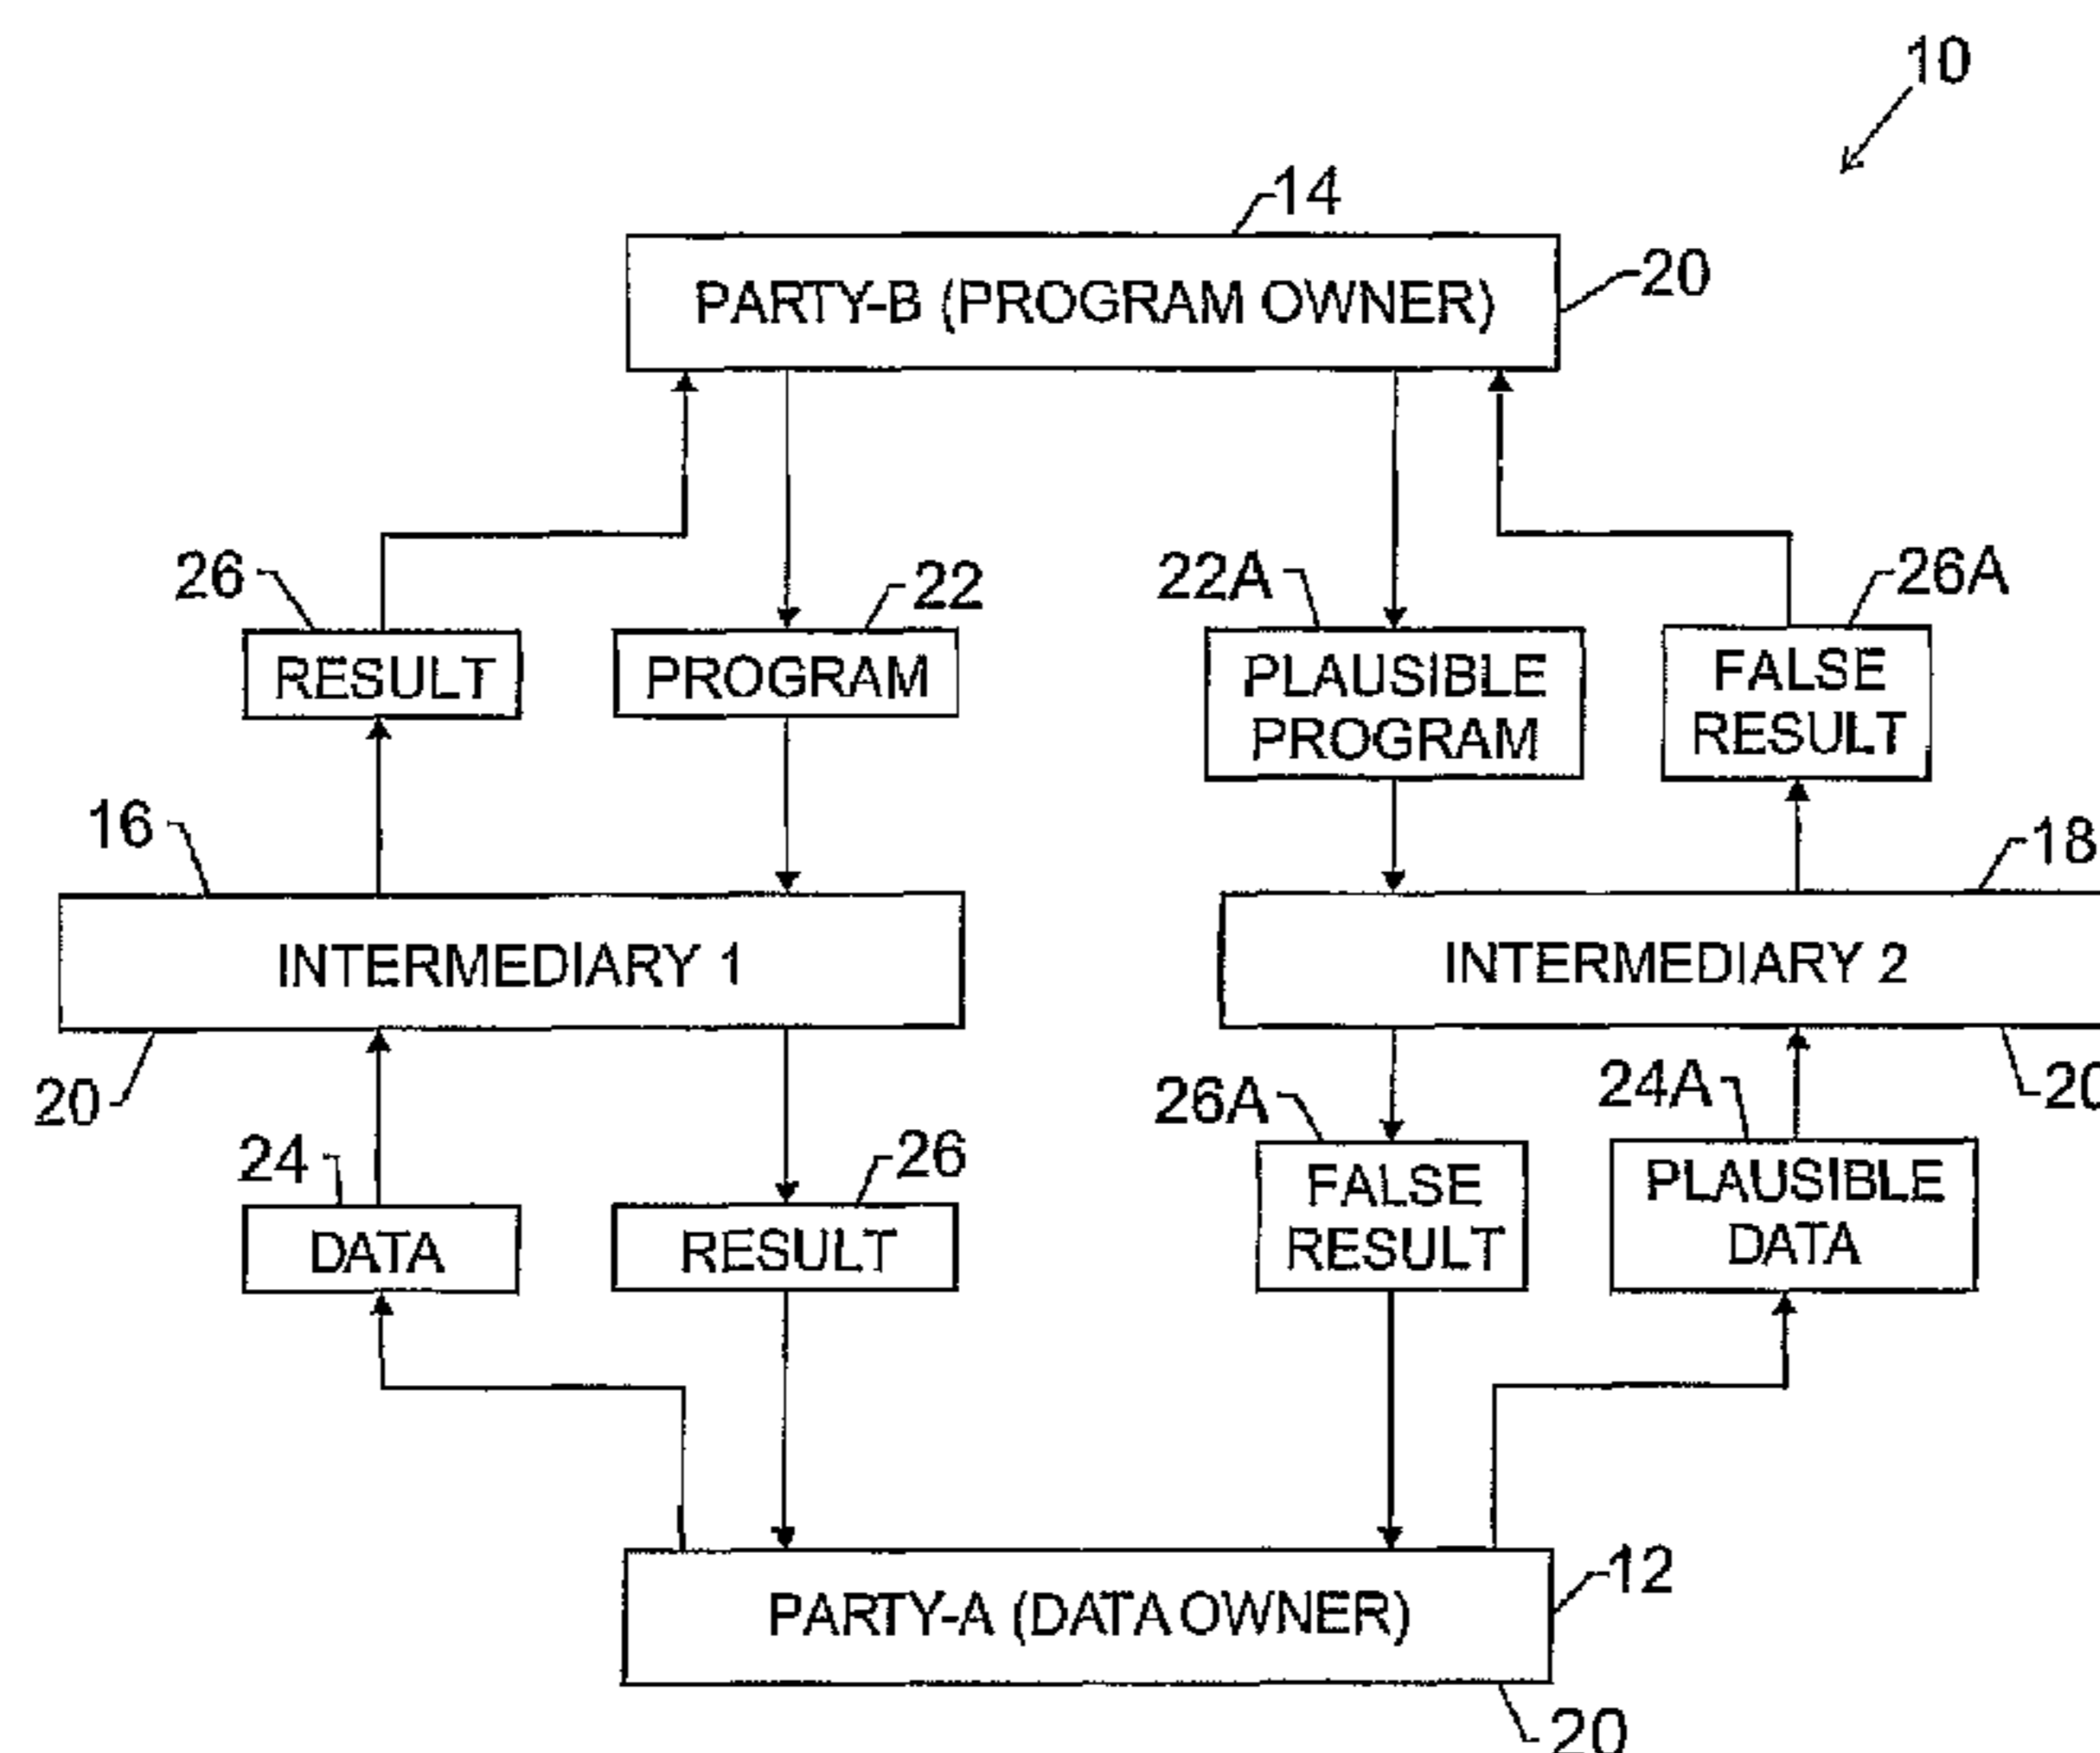 10
14
PARTY-B (PROGRAM OWNER)
20
26
22
22A
26A
RESULT
PROGRAM
PLAUSIBLE
PROGRAM
FALSE
RESULT
16
18
INTERMEDIARY 1
INTERMEDIARY 2
20
20
24
26
26A
24A
DATA
RESULT
FALSE
RESULT
PLAUSIBLE
DATA
12
PARTY-A (DATA OWNER)
20